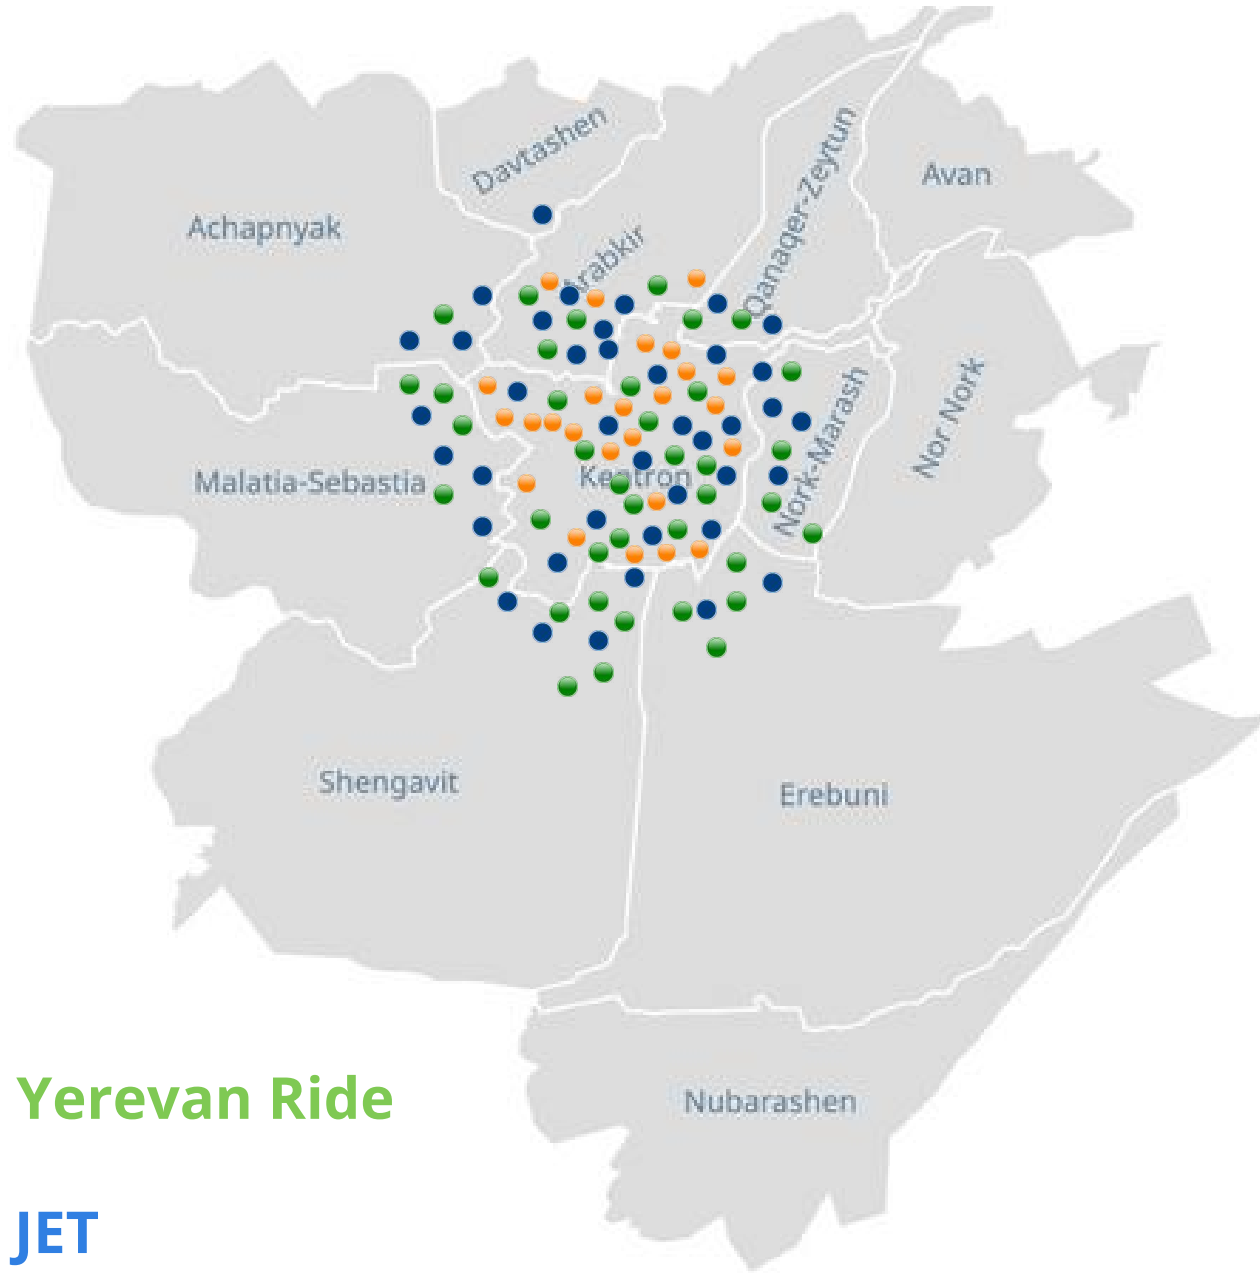 Davtashen
Qanaqer-Zeytun
Avan
Achapnyak
Arabkir
Nor Nork
Nork-Marash
Malatia-Sebastia
Kentron
Shengavit
Erebuni
Yerevan Ride
Nubarashen
JET